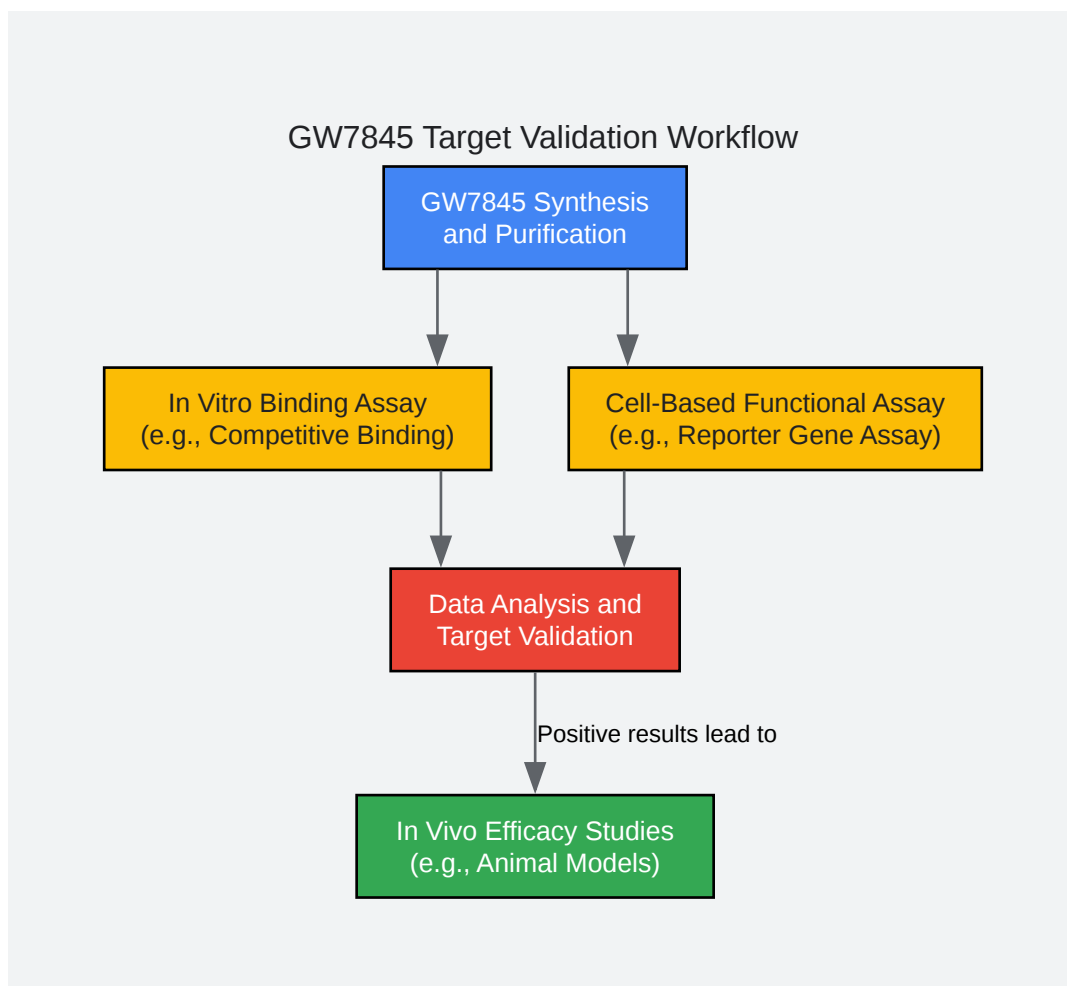 GW7845 Target Validation Workflow
GW7845 Synthesis
and Purification
In Vitro Binding Assay
(e.g., Competitive Binding)
Cell-Based Functional Assay
(e.g., Reporter Gene Assay)
Data Analysis and
Target Validation
Positive results lead to
In Vivo Efficacy Studies
(e.g., Animal Models)